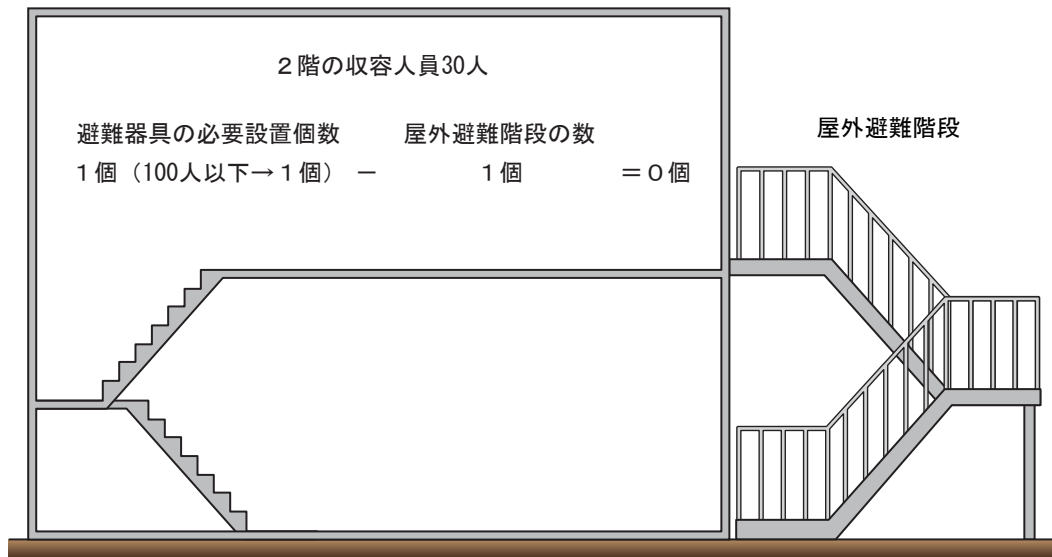 ２階の収容人員30人
避難器具の必要設置個数　屋外避難階段の数
１個（100人以下→１個）－　１個　＝０個
屋外避難階段